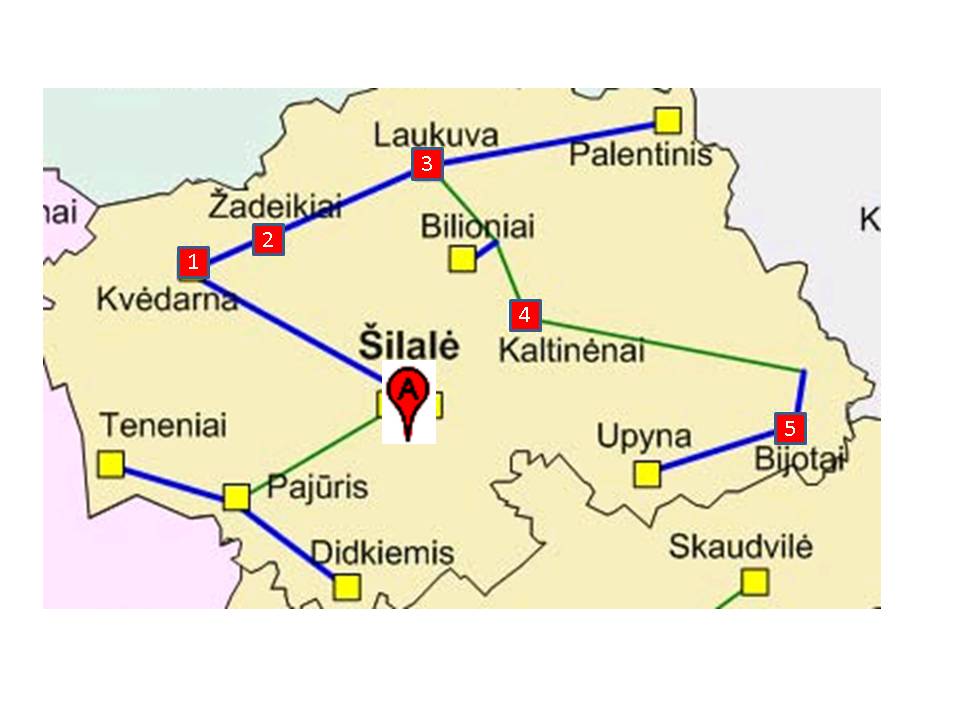 Laukuva
3
Palentinis
nai
Žadeikiai
K
2
Bilioniai
1
Kvėdarna
4
Šilalė
Kaltinėnai
A
Teneniai
Upyna
5
Bijotai
Pajūris
Didkiemis
Skaudvilė